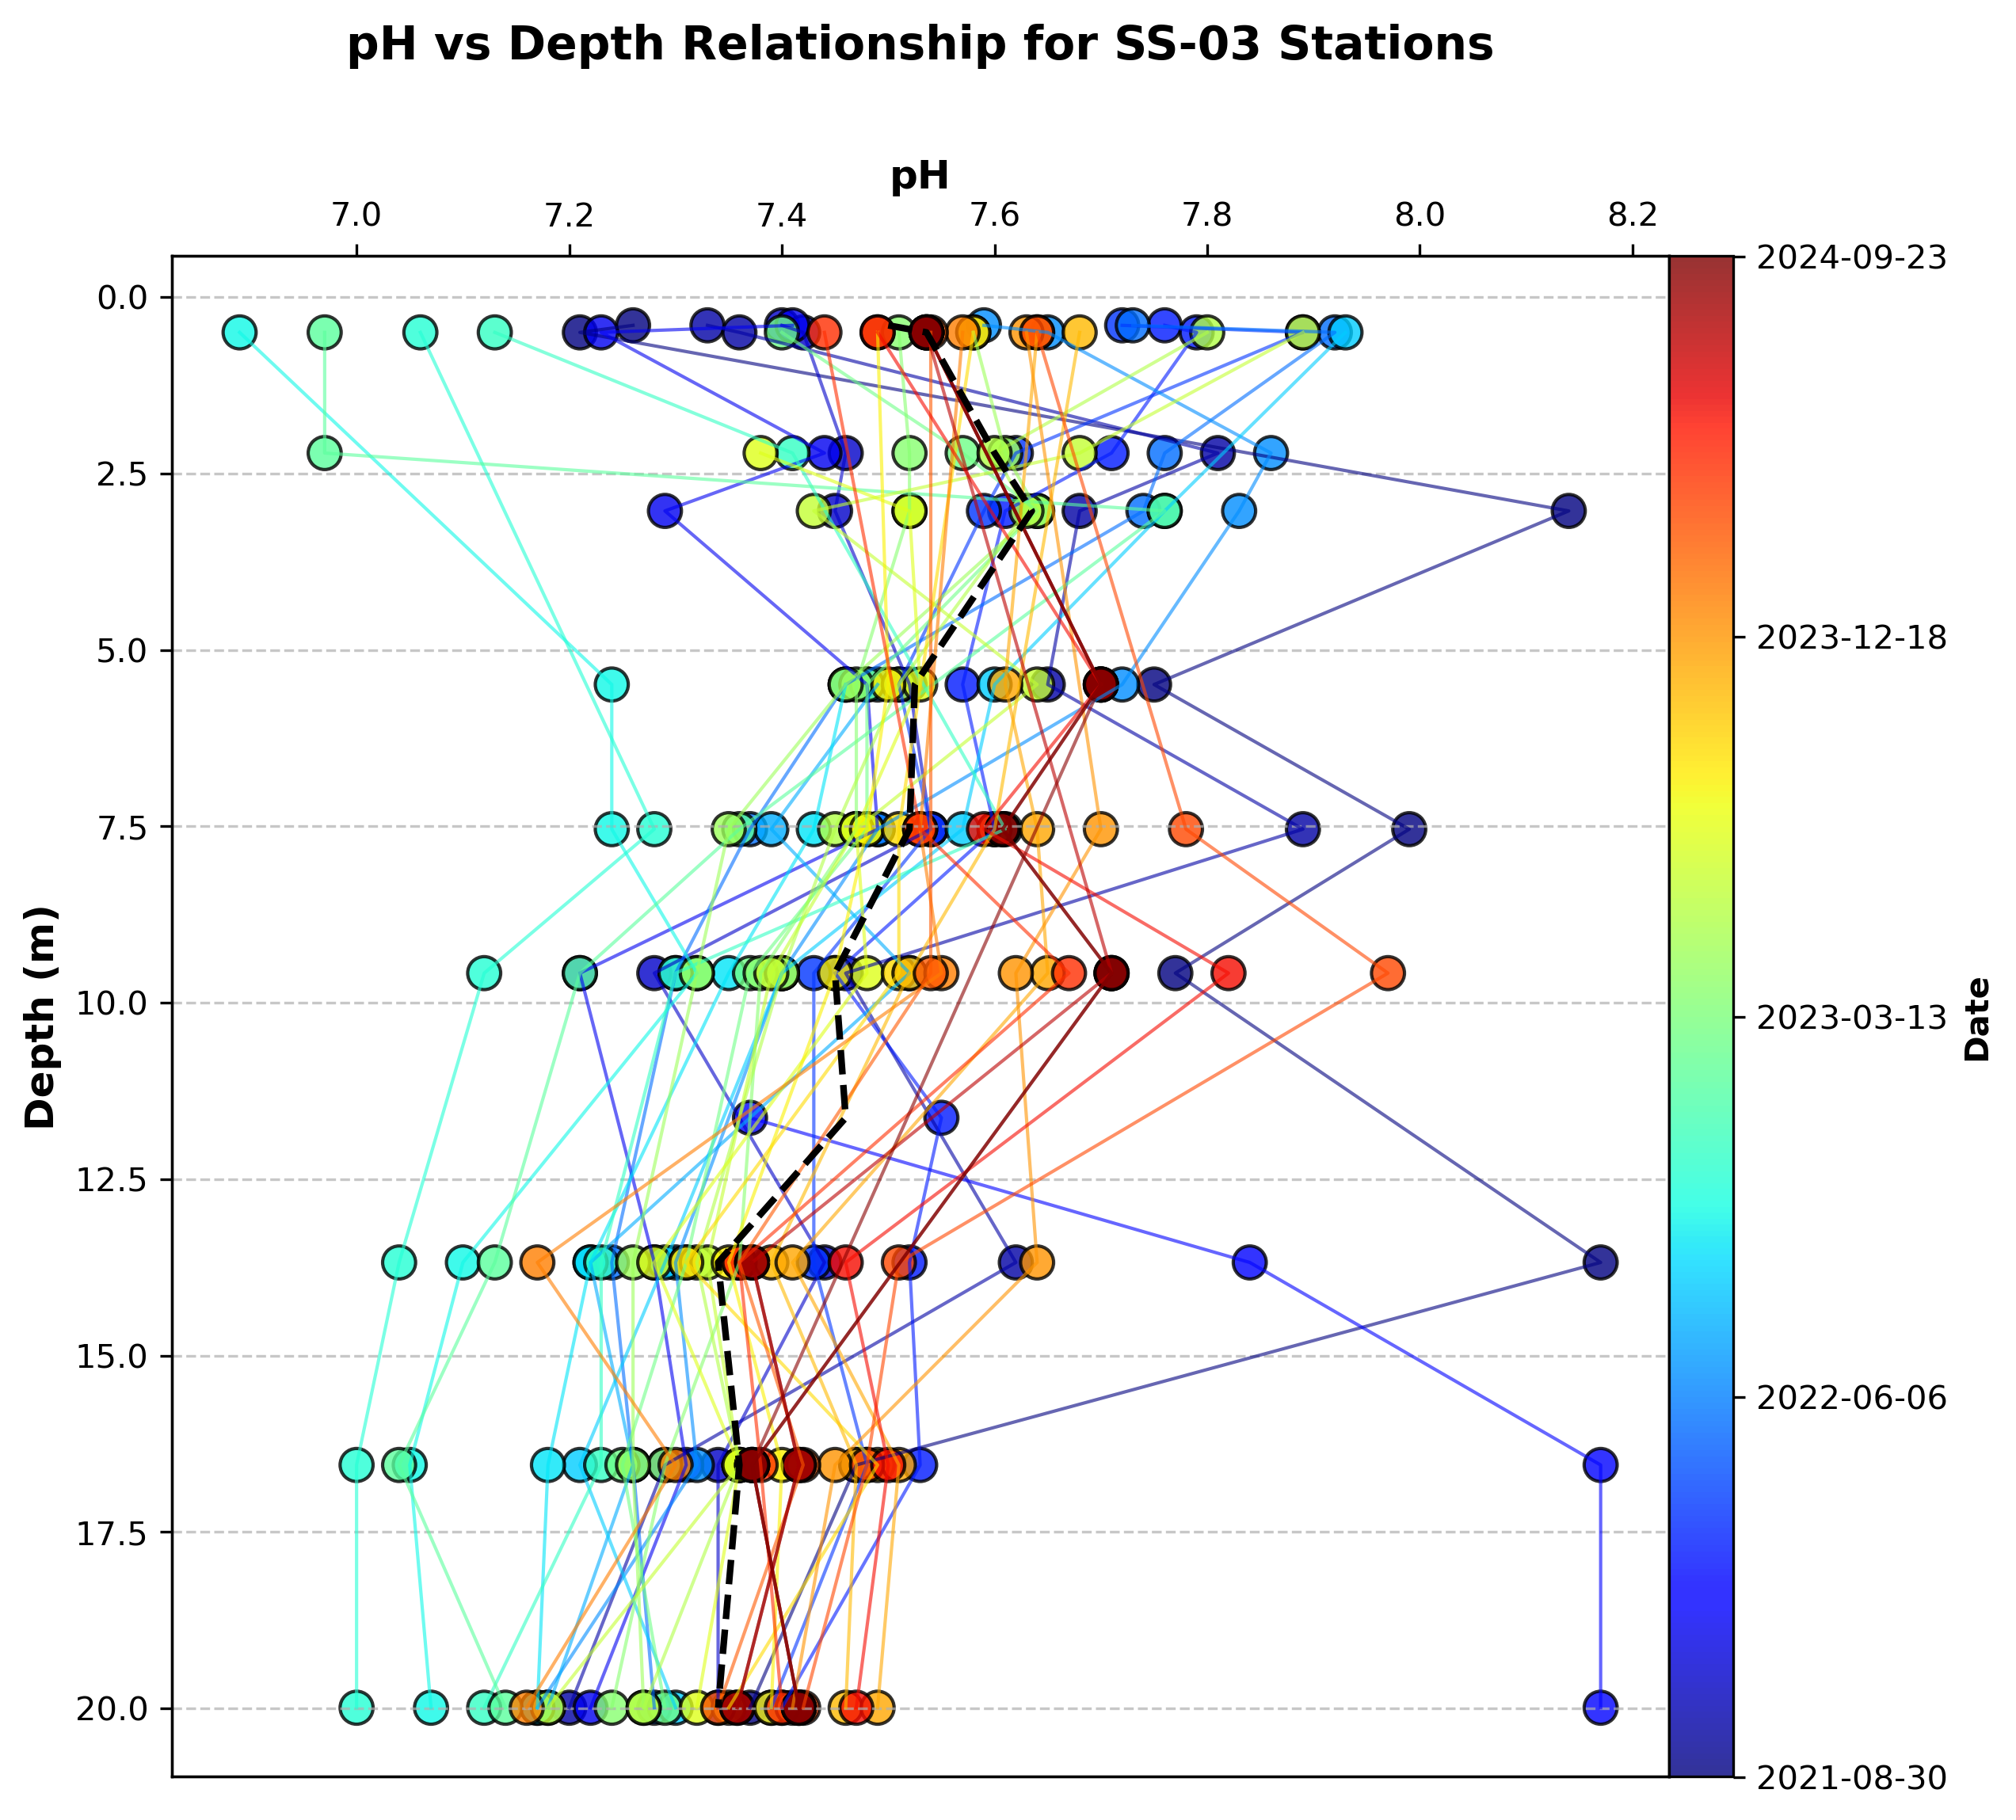 pH vs Depth Relationship for SS-03 Stations
pH
7.0 7.2 7.4 7.6 7.8 8.0 8.2
0.0
2.5
5.0
7.5
10.0
12.5
15.0
17.5
20.0
Depth (m)
2024-09-23
2023-12-18
2023-03-13
2022-06-06
2021-08-30
Date